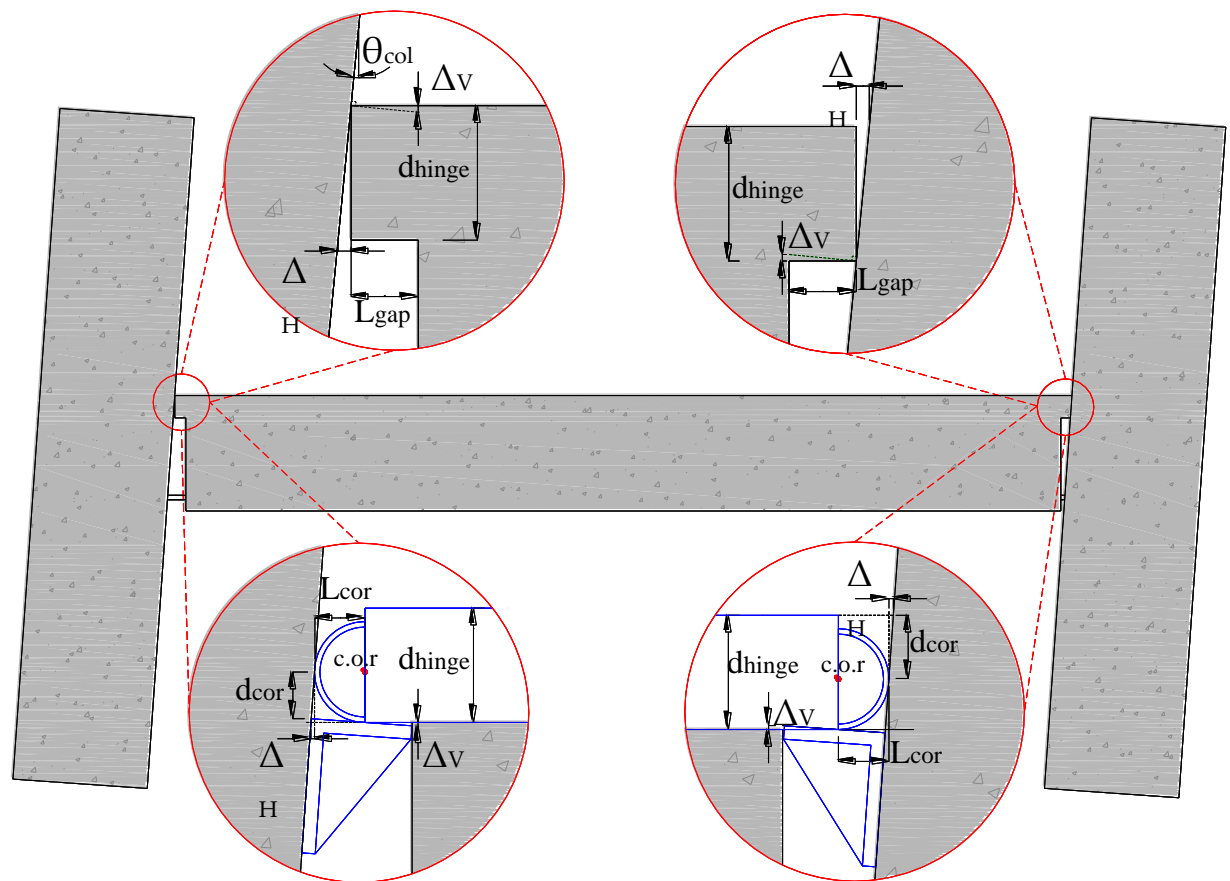 θcol
ΔV
dhinge
Δ
H
Lgap
Δ
H
dhinge
ΔV
Lgap
Lcor
c.o.r
dhinge
dcor
Δ
H
ΔV
Δ
H
dcor
dhinge
c.o.r
ΔV
Lcor